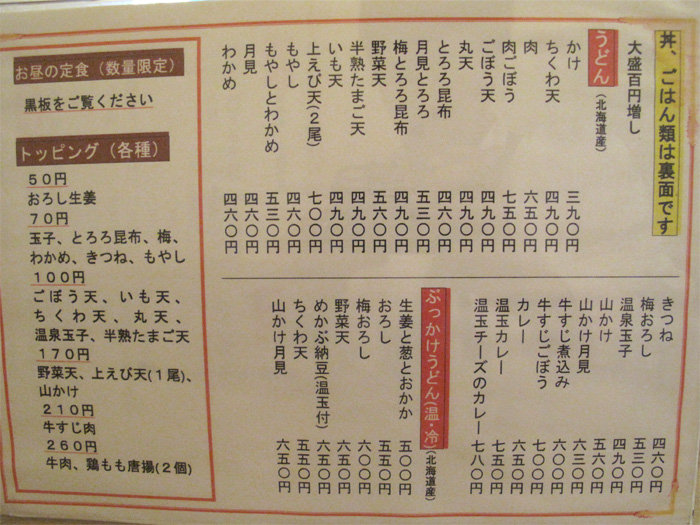 丼、ごはん類は裏面です
大盛百円増し
うどん(北海道産)
かけ 三九〇円
ちくわ天 四九〇円
肉 六五〇円
肉ごぼう 七五〇円
ごぼう天 四九〇円
丸天 四九〇円
とろろ昆布 四六〇円
月見とろろ 五三〇円
梅とろろ昆布 四九〇円
野菜天 五六〇円
半熟たまご天 四九〇円
いも天 四九〇円
上えび天(2尾) 七〇〇円
もやし 四六〇円
もやしとわかめ 五三〇円
月見 四六〇円
わかめ 四六〇円
きつね 四六〇円
梅おろし 五三〇円
温泉玉子 四九〇円
山かけ 五六〇円
山かけ月見 六三〇円
牛すじ煮込み 六〇〇円
牛すじごぼう 七〇〇円
カレー 六五〇円
温玉カレー 七五〇円
温玉チーズのカレー 七八〇円
ぶっかけうどん(温・冷)(北海道産)
生姜と葱とおかか 五〇〇円
おろし 五五〇円
梅おろし 六〇〇円
野菜天 六五〇円
めかぶ納豆(温玉付) 六五〇円
ちくわ天 五五〇円
山かけ月見 六五〇円
お昼の定食(数量限定)
黒板をご覧ください
トッピング(各種)
50円
おろし生姜
70円
玉子、とろろ昆布、梅、
わかめ、きつね、もやし
100円
ごぼう天、いも天、
ちくわ天、丸天、
温泉玉子、半熟たまご天
170円
野菜天、上えび天(1尾)、
山かけ
210円
牛すじ肉
260円
牛肉、鶏もも唐揚(2個)